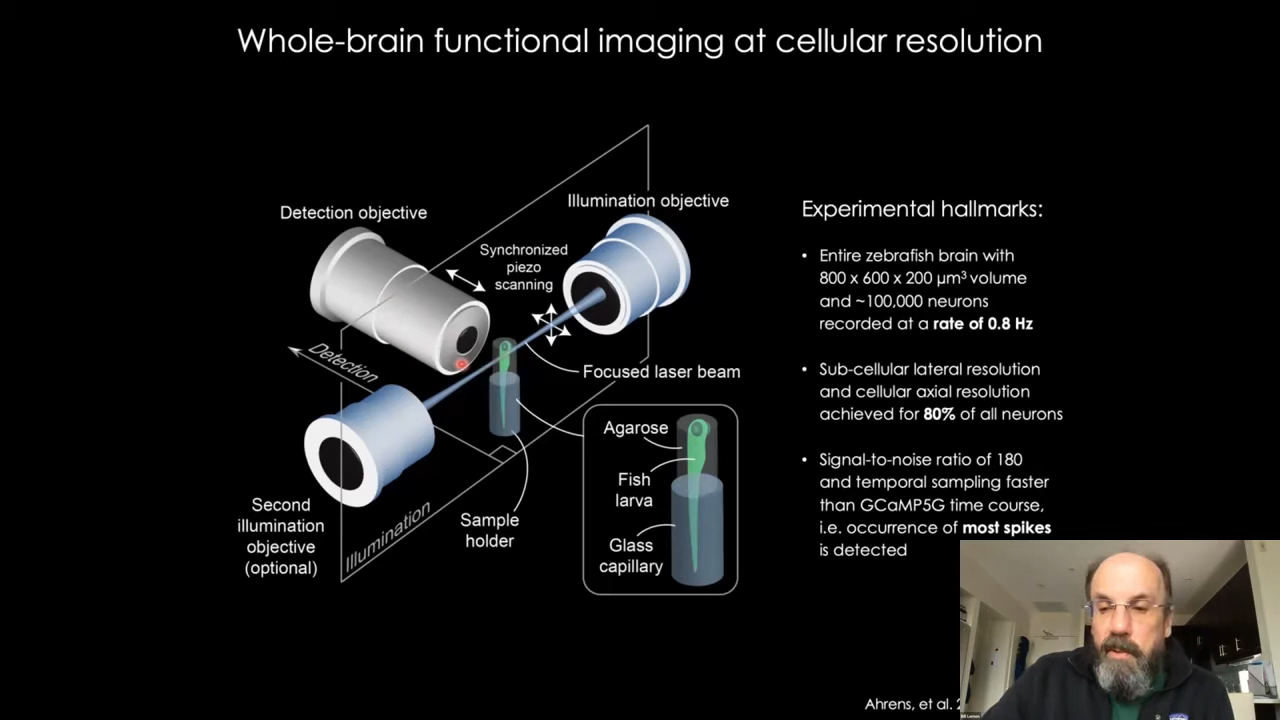 Whole-brain functional imaging at cellular resolution
Detection objective
Illumination objective
Synchronized
piezo
scanning
Detection
Focused laser beam
Agarose
Fish
larva
Glass
capillary
Second
illumination
objective
(optional)
Illumination
Sample
holder
Experimental hallmarks:
• Entire zebrafish brain with
800 x 600 x 200 µm³ volume
and ~100,000 neurons
recorded at a rate of 0.8 Hz
• Sub-cellular lateral resolution
and cellular axial resolution
achieved for 80% of all neurons
• Signal-to-noise ratio of 180
and temporal sampling faster
than GCaMP5G time course,
i.e. occurrence of most spikes
is detected
Ahrens, et al.